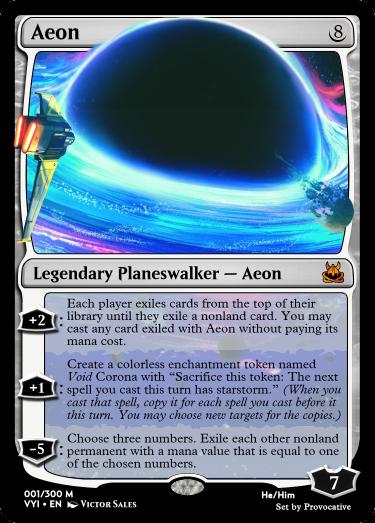 Aeon 8
Legendary Planeswalker — Aeon
+2
Each player exiles cards from the top of their
library until they exile a nonland card. You may
cast any card exiled with Aeon without paying its
mana cost.
+1
Create a colorless enchantment token named
Void Corona with “Sacrifice this token: The next
spell you cast this turn has starstorm.” (When you
cast that spell, copy it for each spell you cast before it
this turn. You may choose new targets for the copies.)
-5
Choose three numbers. Exile each other nonland
permanent with a mana value that is equal to one
of the chosen numbers.
7
001/300 M
VYI • EN Victor Sales
He/Him
Set by Provocative